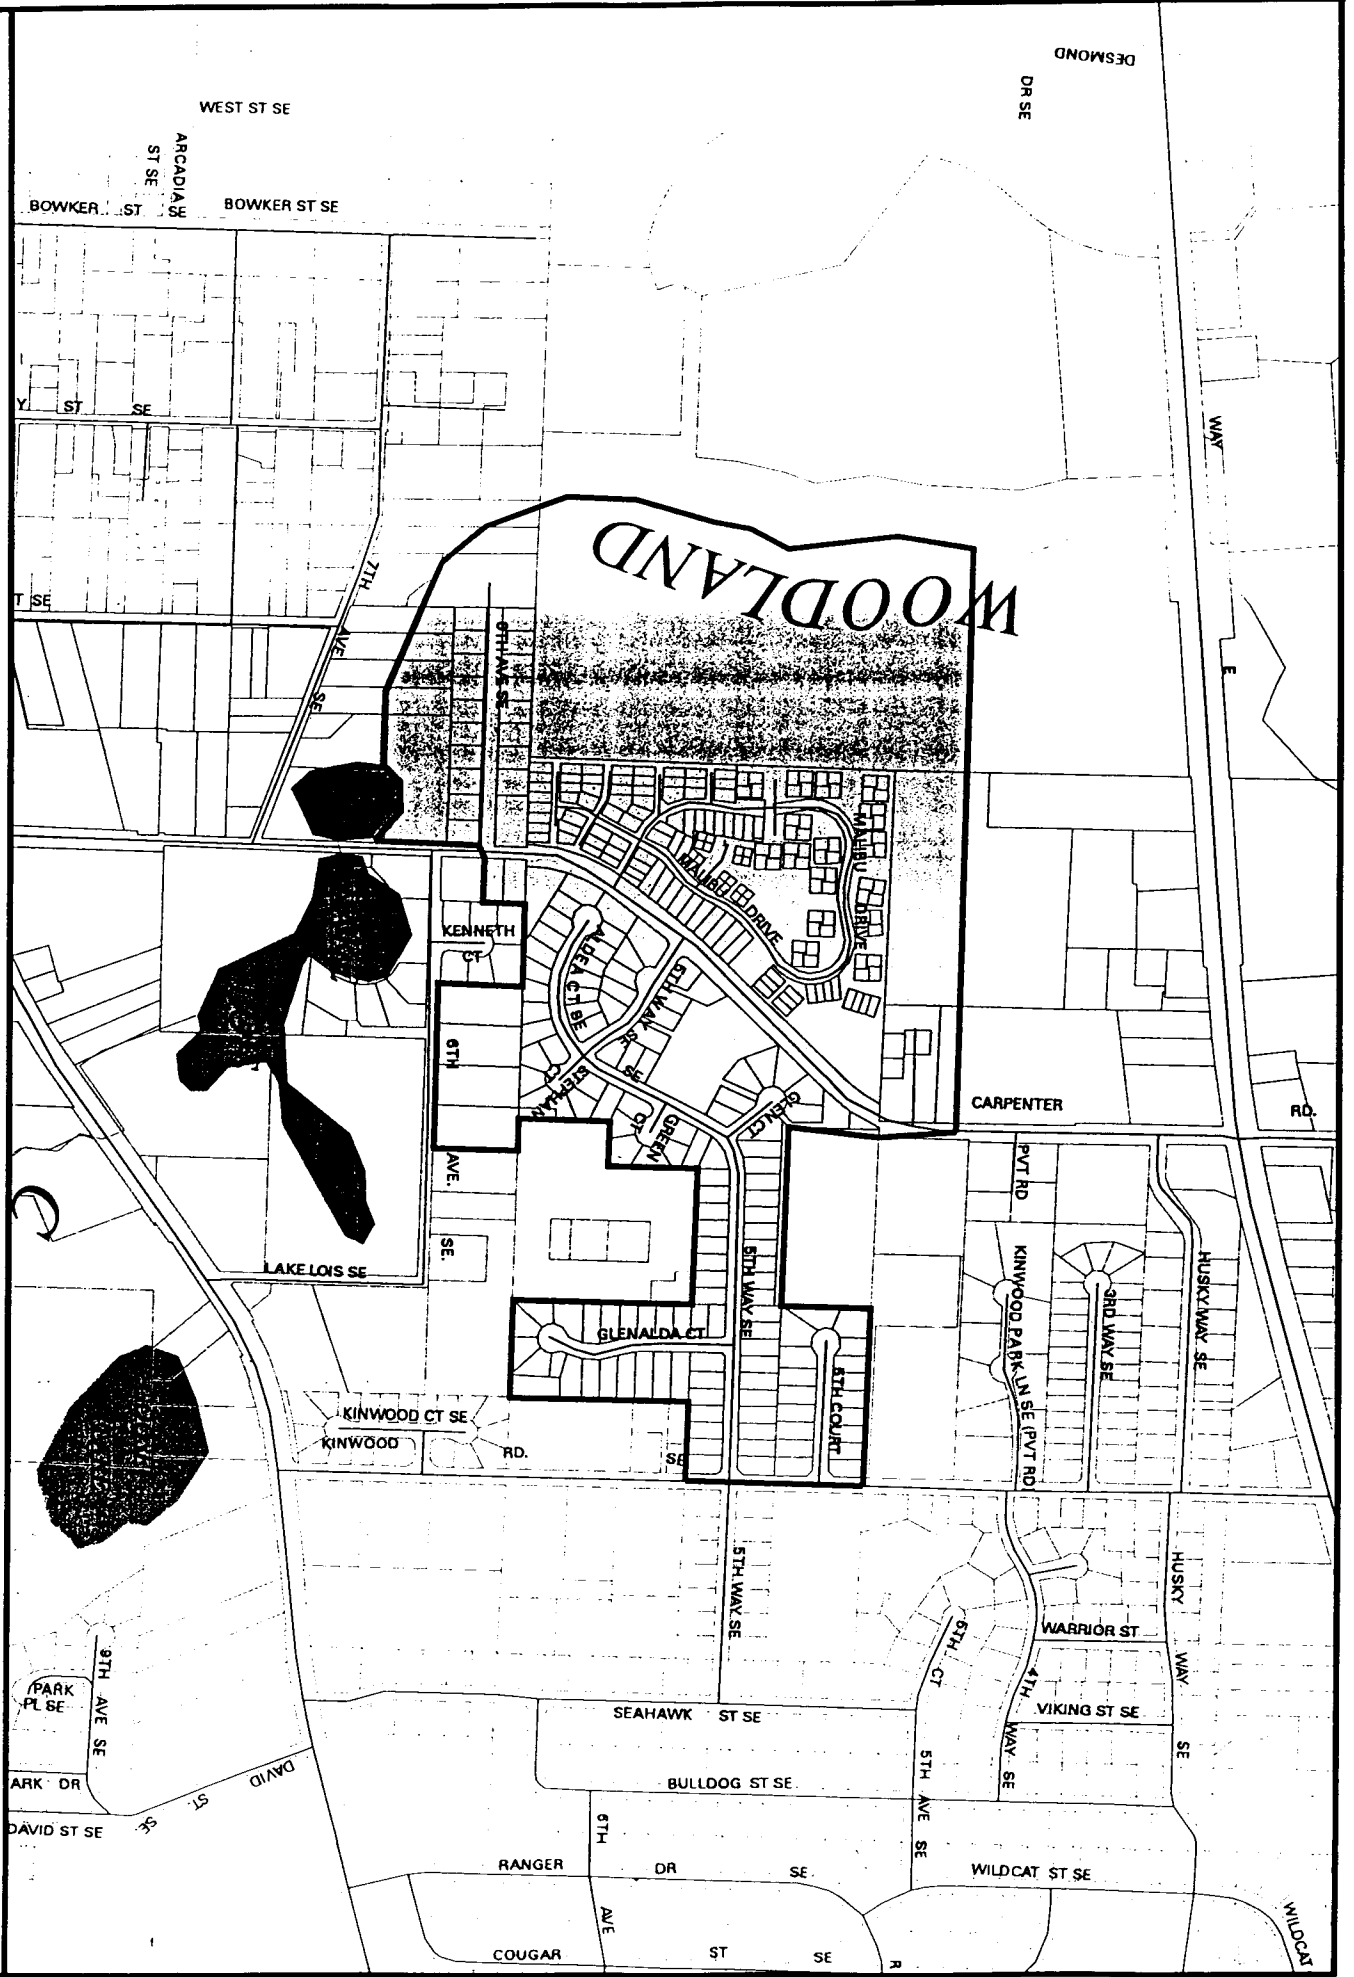 DESMOND
DR SE
WEST ST SE
ARCADIA
ST SE
SE
BOWKER ST
BOWKER ST SE
Y ST SE
WAY
E
WOODLAND
7TH
AVE
SE
T SE
6TH AVE SE
MALIBU DRIVE
MALIBU DRIVE
KENNETH
CT
ALDEA CT SE
5TH WAY SE
SE
6TH
AVE.
SE.
STEPHAN
CT
GREEN
CT
GLEN CT
CARPENTER
RD.
PVT RD
C
LAKE LOIS SE
5TH WAY SE
GLENALDA CT
5TH COURT
KINWOOD PARK LN SE (PVT RD)
3RD WAY SE
HUSKY WAY SE
KINWOOD CT SE
KINWOOD
RD.
SE
5TH WAY SE
HUSKY
WAY
SE
5TH
CT
WARRIOR ST
4TH
WAY SE
VIKING ST SE
9TH AVE SE
PARK
PL SE
SEAHAWK ST SE
DAVID
ST.
SE
ARK DR
DAVID ST SE
BULLDOG ST SE
5TH AVE SE
6TH
AVE
RANGER DR SE
WILDCAT ST SE
WILDCAT
COUGAR ST SE
R